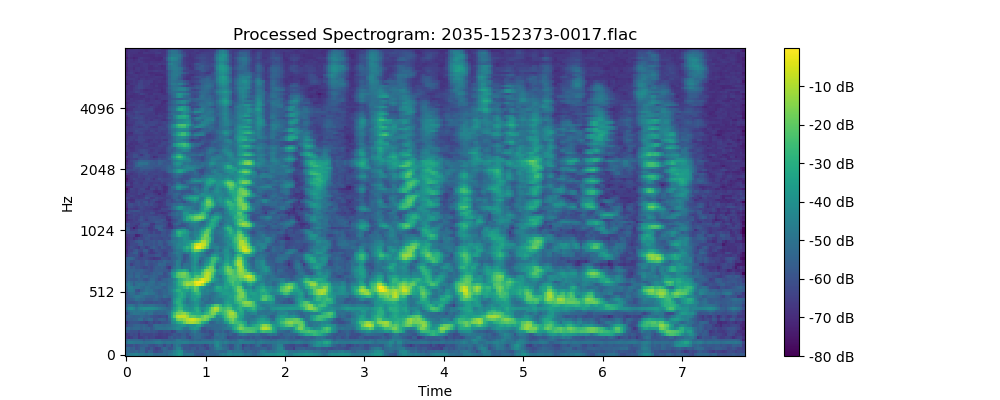 Processed Spectrogram: 2035-152373-0017.flac
Hz
4096
2048
1024
512
0
0 1 2 3 4 5 6 7
Time
-10 dB
-20 dB
-30 dB
-40 dB
-50 dB
-60 dB
-70 dB
-80 dB